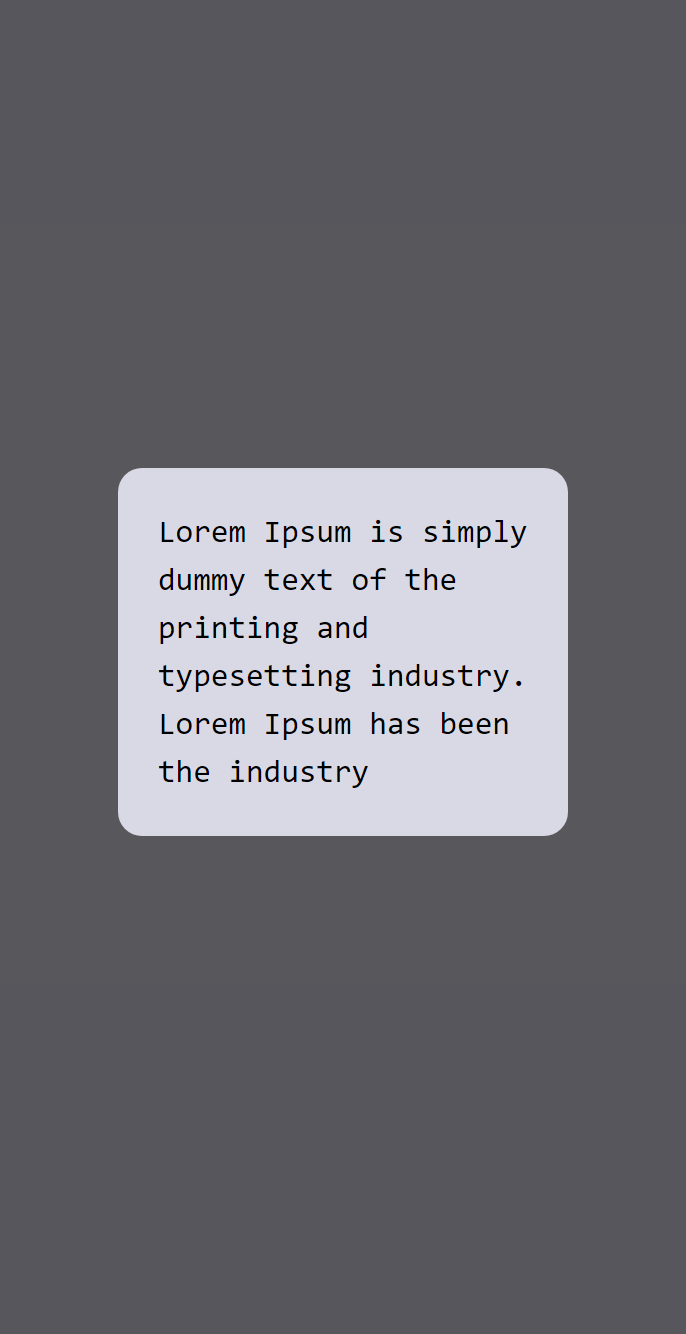 Lorem Ipsum is simply
dummy text of the
printing and
typesetting industry.
Lorem Ipsum has been
the industry